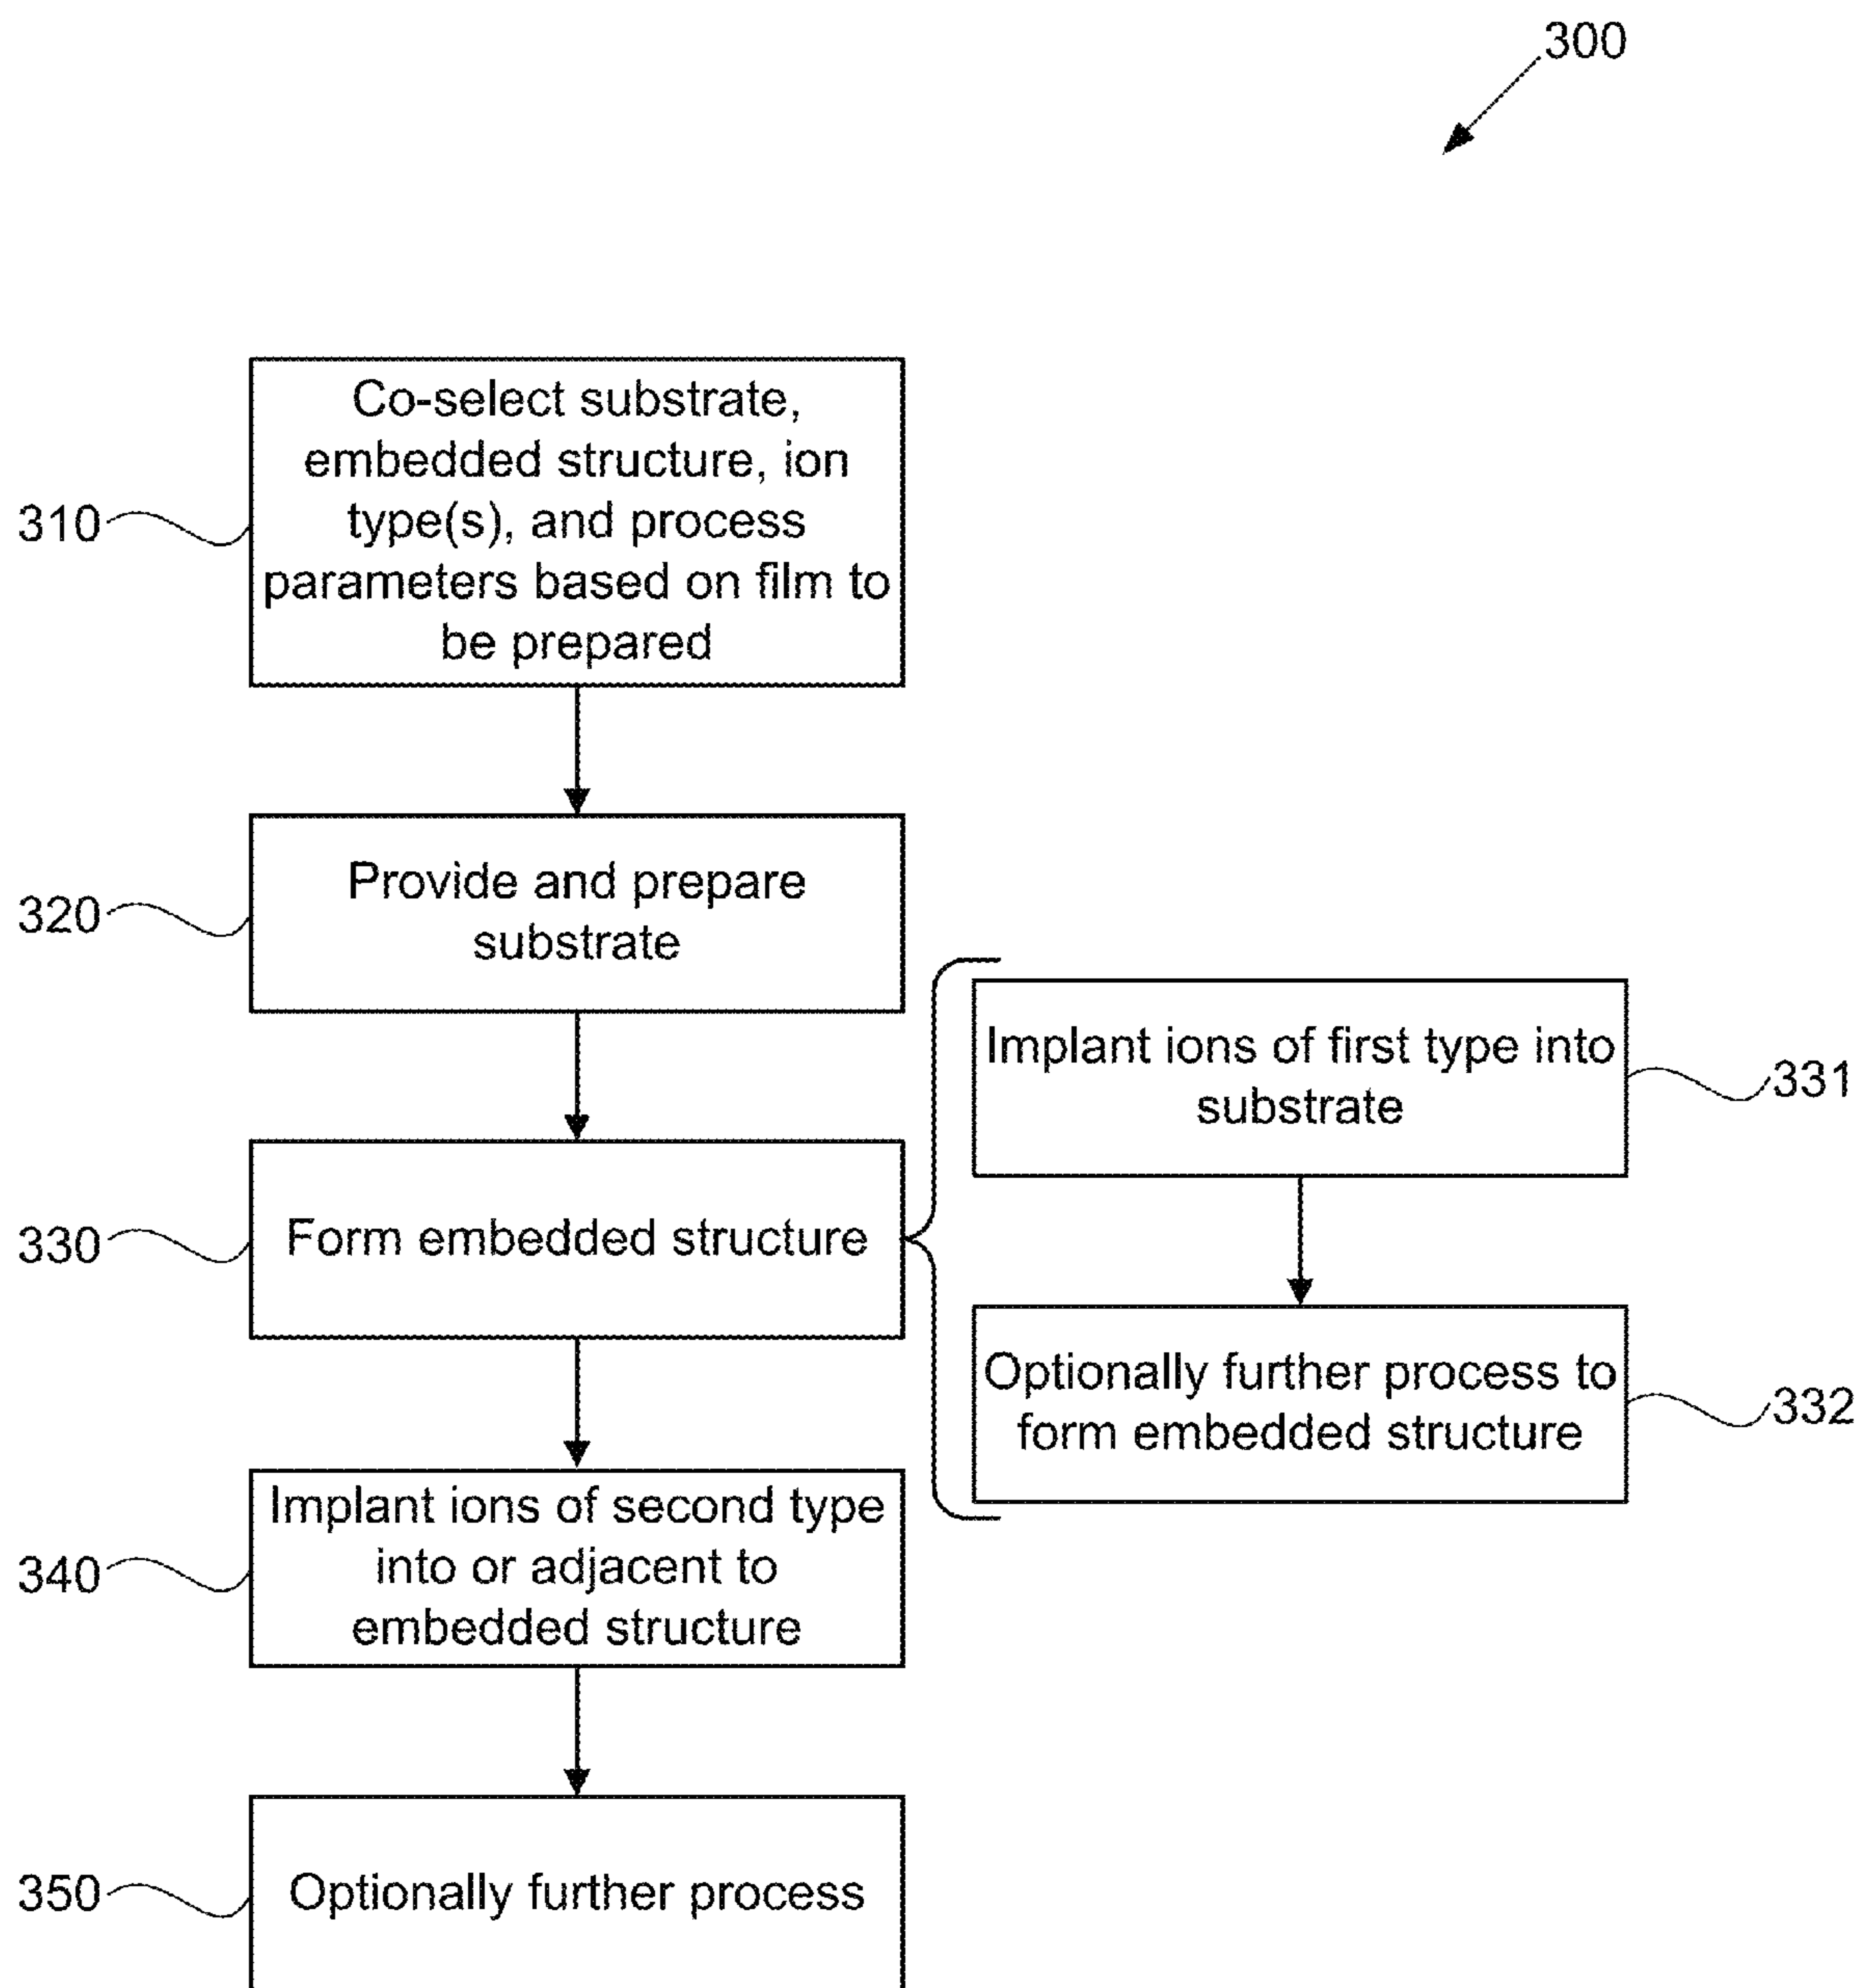 300
310
Co-select substrate,
embedded structure, ion
type(s), and process
parameters based on film to
be prepared
320
Provide and prepare
substrate
330
Form embedded structure
331
Implant ions of first type into
substrate
332
Optionally further process to
form embedded structure
340
Implant ions of second type
into or adjacent to
embedded structure
350
Optionally further process